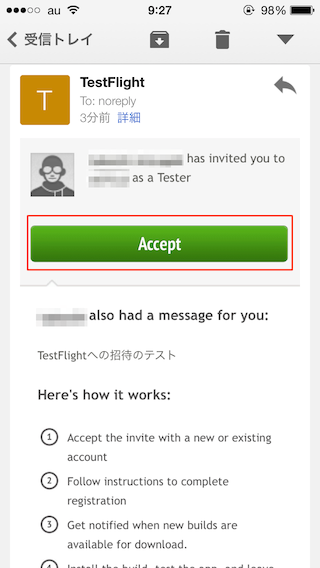 au 9:27 98%
受信トレイ
T
TestFlight
To: noreply
3分前 詳細
has invited you to
as a Tester
Accept
also had a message for you:
TestFlightへの招待のテスト
Here's how it works:
1 Accept the invite with a new or existing
account
2 Follow instructions to complete
registration
3 Get notified when new builds are
available for download.
4 Install the build, test the app, and leave